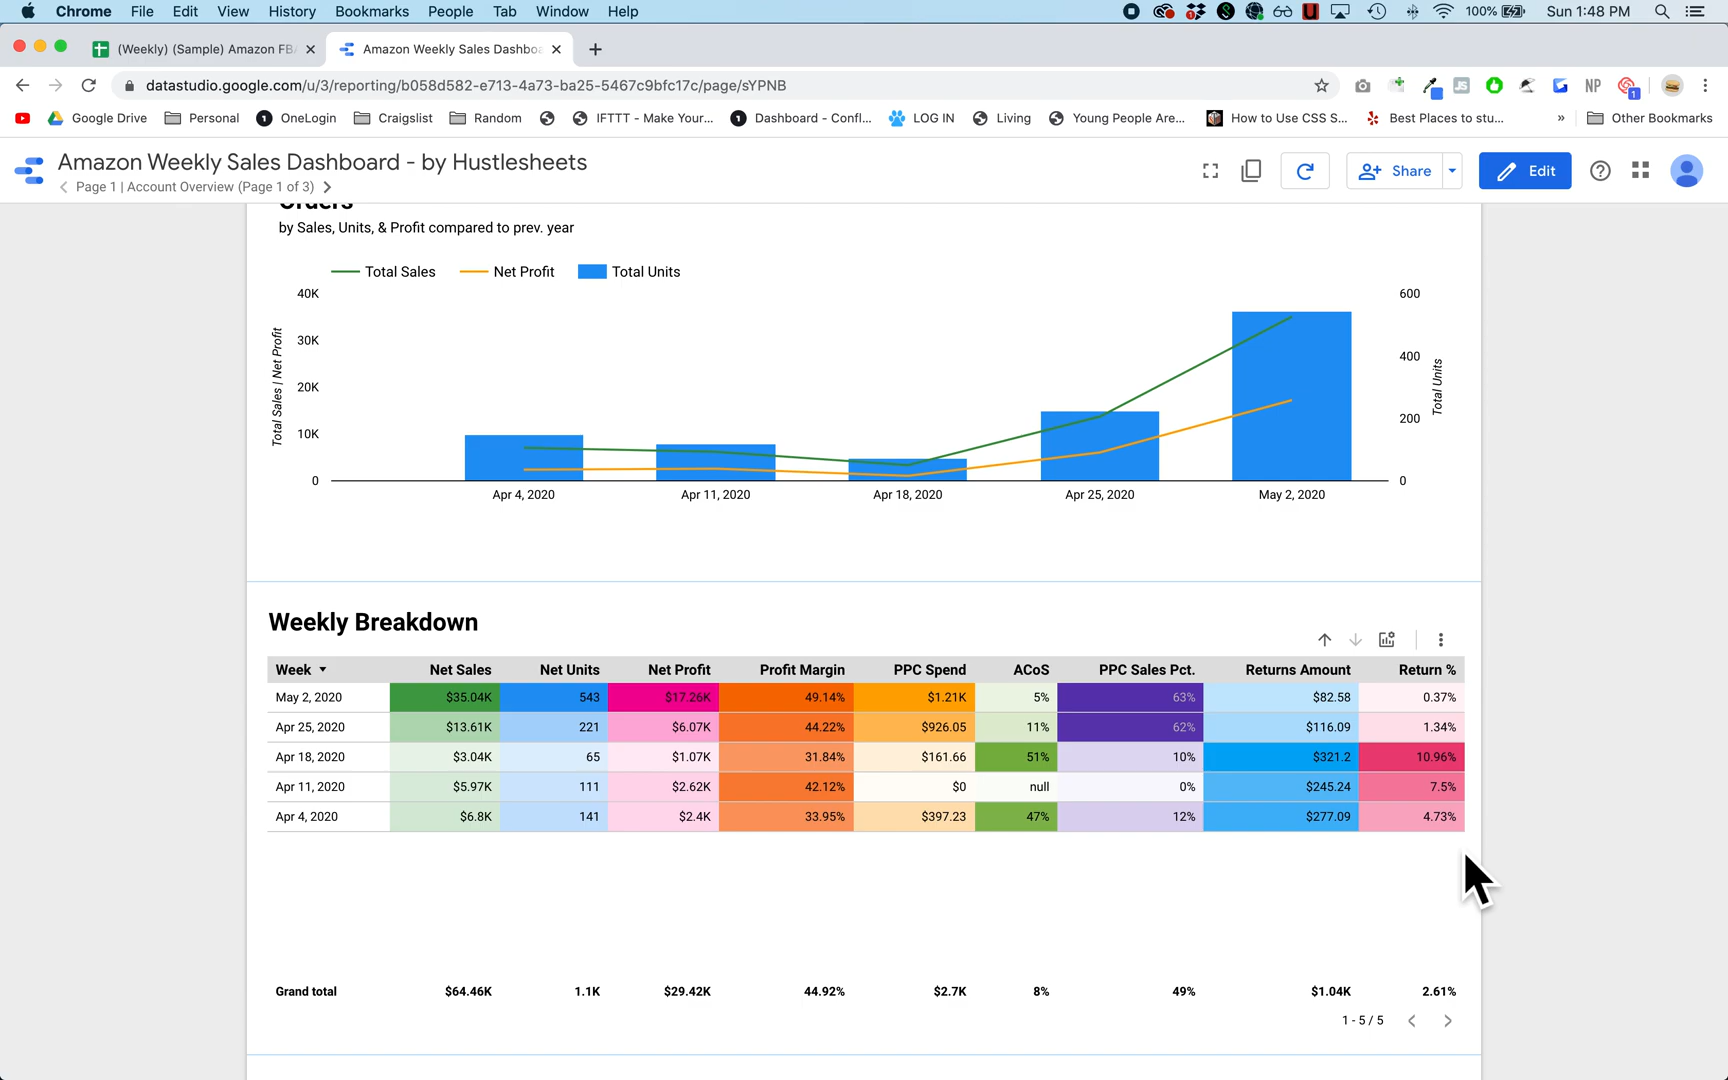 Chrome File Edit View History Bookmarks People Tab Window Help 100% Sun 1:48 PM
(Weekly) (Sample) Amazon FB Amazon Weekly Sales Dashbo
datastudio.google.com/u/3/reporting/b058d582-e713-4a73-ba25-5467c9bfc17c/page/sYPNB JS NP 1
Google Drive Personal OneLogin Craigslist Random IFTTT - Make Your... Dashboard - Confl... LOG IN Living Young People Are... How to Use CSS S... Best Places to stu... » Other Bookmarks
Amazon Weekly Sales Dashboard - by Hustlesheets
Page 1 | Account Overview (Page 1 of 3)
Share Edit
Orders
by Sales, Units, & Profit compared to prev. year
Total Sales Net Profit Total Units
40K 600
30K
400
20K
200
10K
0 0
Total Sales | Net Profit
Total Units
Apr 4, 2020 Apr 11, 2020 Apr 18, 2020 Apr 25, 2020 May 2, 2020
Weekly Breakdown
Week Net Sales Net Units Net Profit Profit Margin PPC Spend ACoS PPC Sales Pct. Returns Amount Return %
May 2, 2020 $35.04K 543 $17.26K 49.14% $1.21K 5% 63% $82.58 0.37%
Apr 25, 2020 $13.61K 221 $6.07K 44.22% $926.05 11% 62% $116.09 1.34%
Apr 18, 2020 $3.04K 65 $1.07K 31.84% $161.66 51% 10% $321.2 10.96%
Apr 11, 2020 $5.97K 111 $2.62K 42.12% $0 null 0% $245.24 7.5%
Apr 4, 2020 $6.8K 141 $2.4K 33.95% $397.23 47% 12% $277.09 4.73%
Grand total $64.46K 1.1K $29.42K 44.92% $2.7K 8% 49% $1.04K 2.61%
1 - 5 / 5